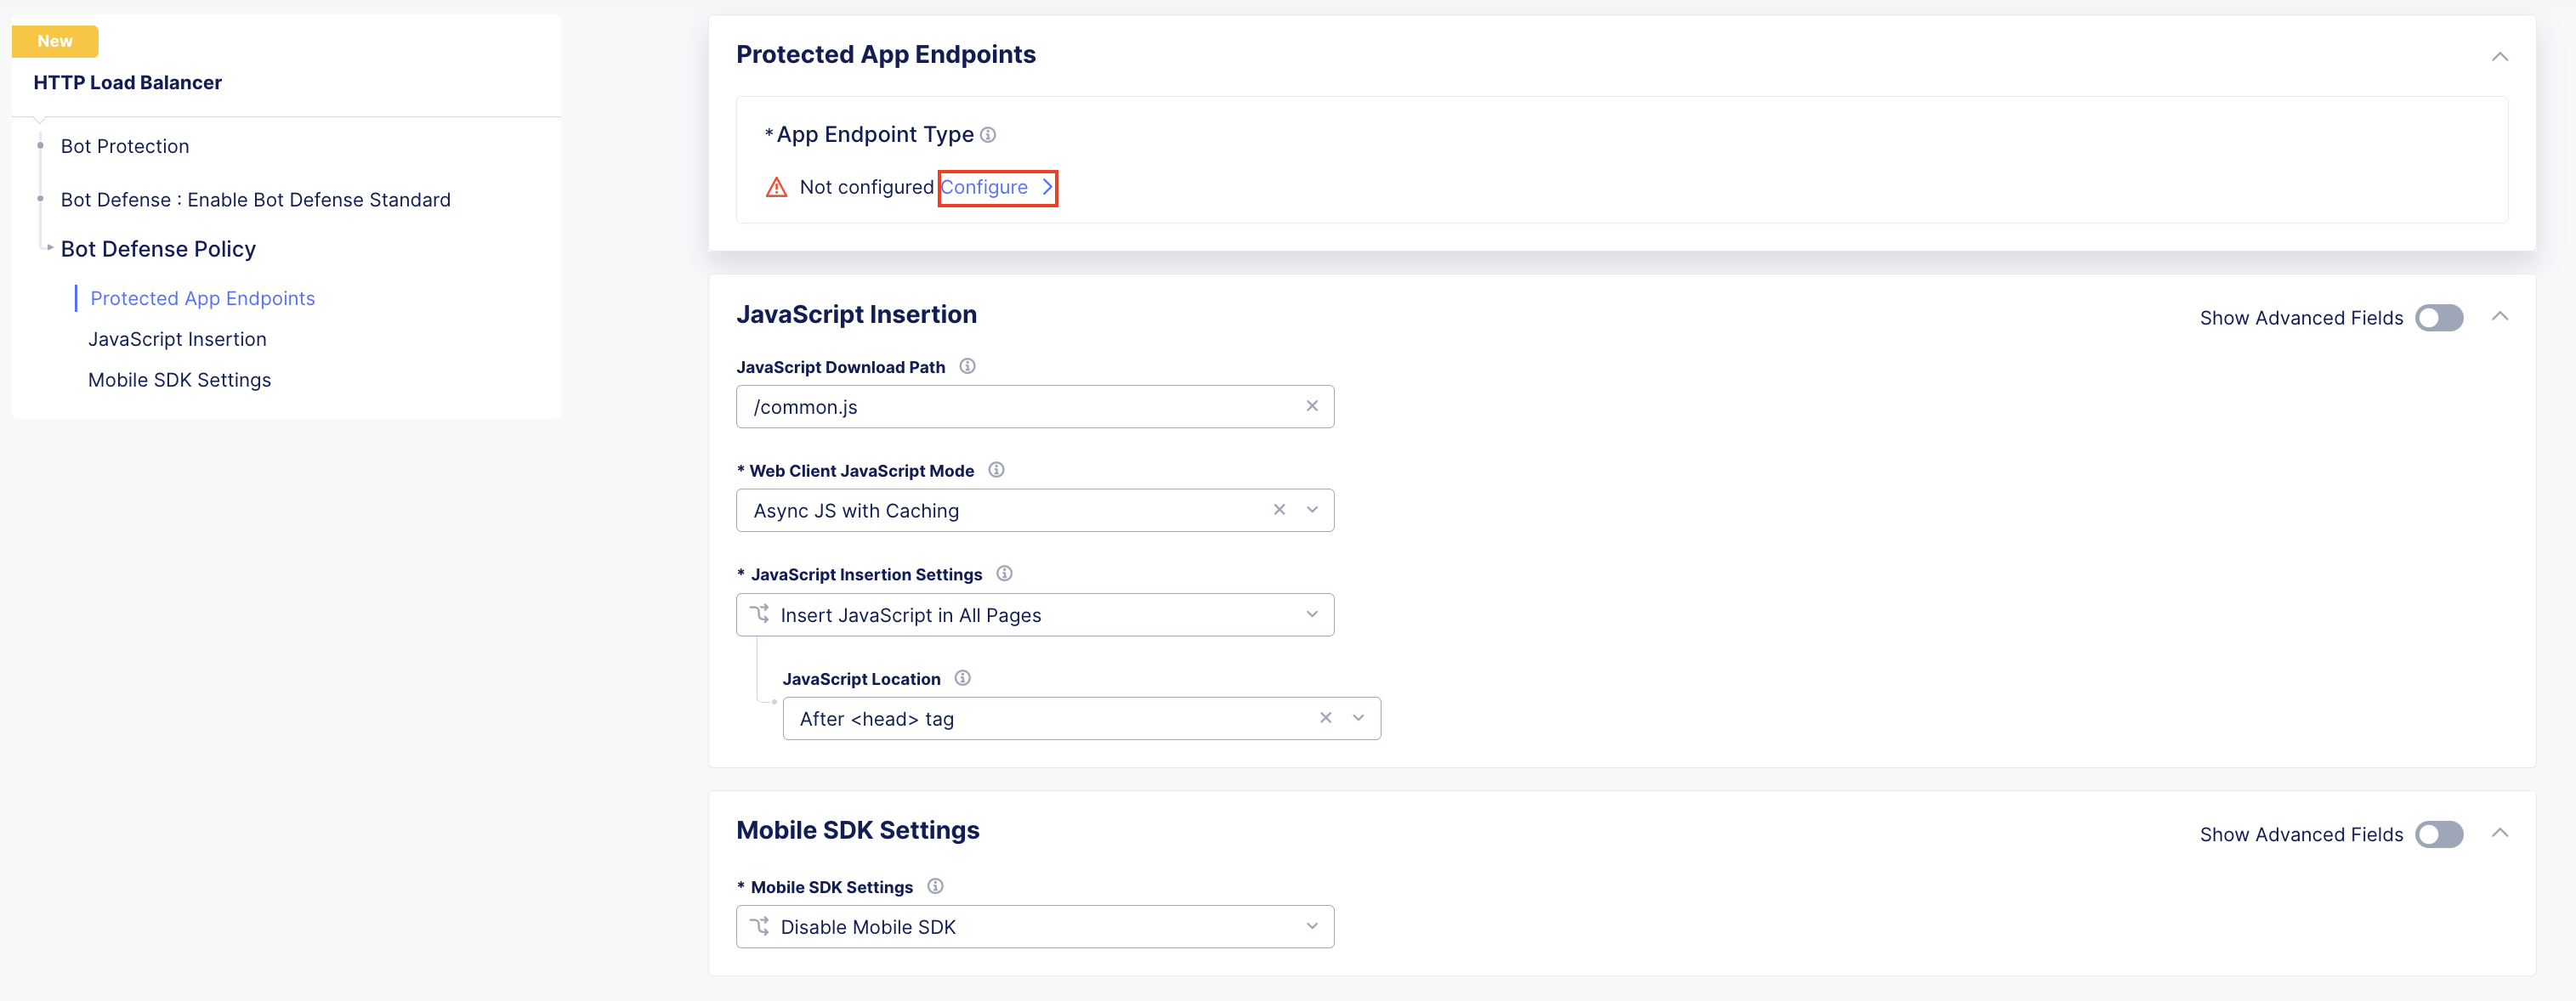 New
HTTP Load Balancer
Bot Protection
Bot Defense : Enable Bot Defense Standard
Bot Defense Policy
Protected App Endpoints
JavaScript Insertion
Mobile SDK Settings
Protected App Endpoints
* App Endpoint Type
Not configured Configure
JavaScript Insertion
Show Advanced Fields
JavaScript Download Path
/common.js
* Web Client JavaScript Mode
Async JS with Caching
* JavaScript Insertion Settings
Insert JavaScript in All Pages
JavaScript Location
After <head> tag
Mobile SDK Settings
Show Advanced Fields
* Mobile SDK Settings
Disable Mobile SDK